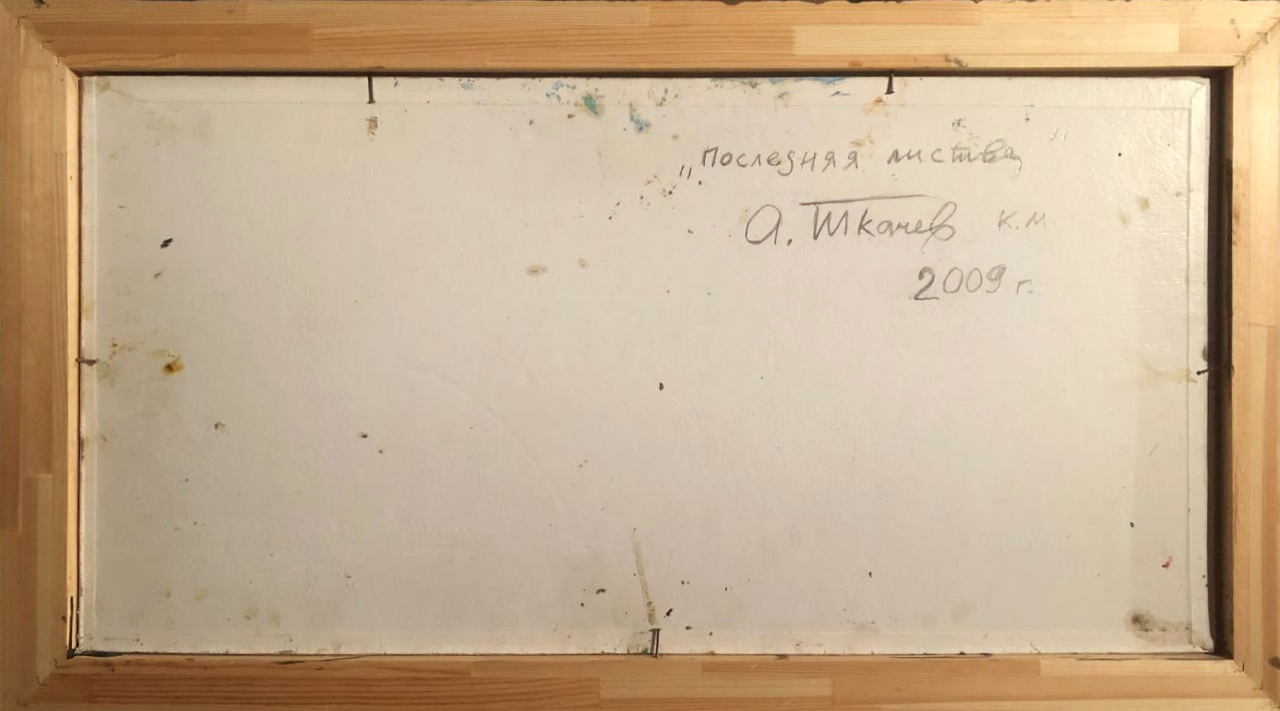 „Последняя листва"
А. Ткачев К.М
2009 г.